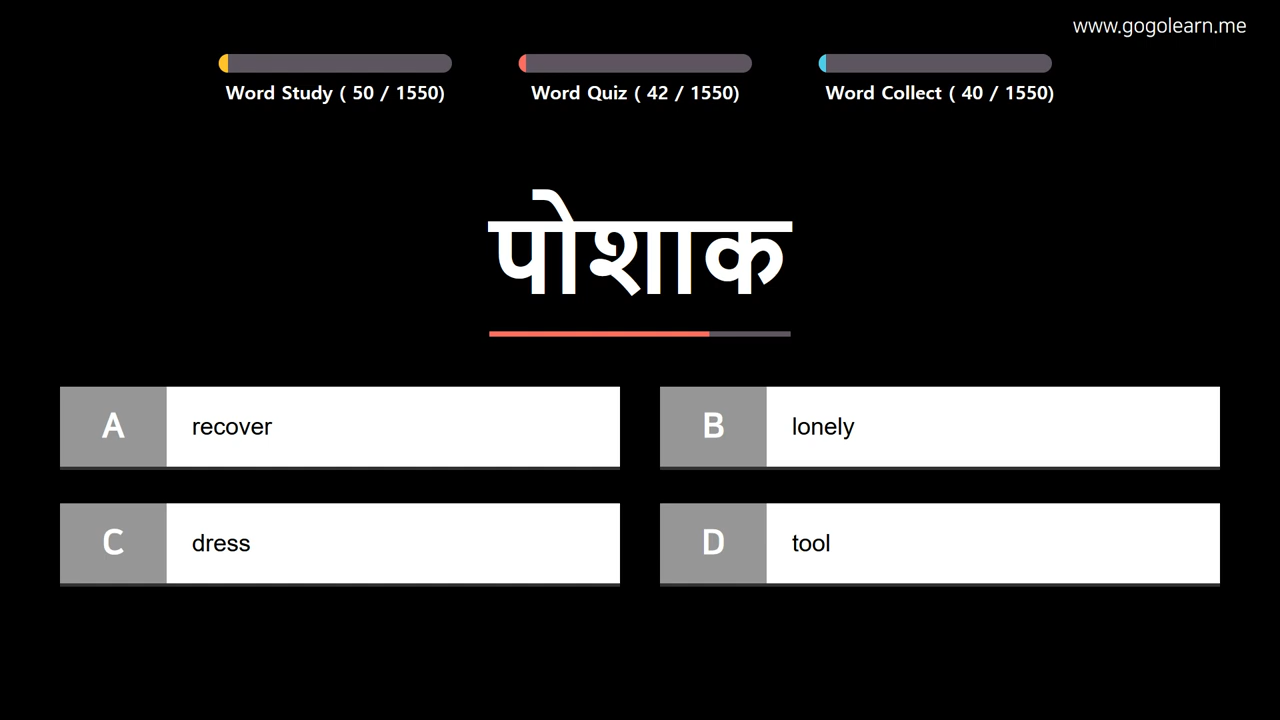 www.gogolearn.me
Word Study ( 50 / 1550)
Word Quiz ( 42 / 1550)
Word Collect ( 40 / 1550)
पोशाक
A recover
B lonely
C dress
D tool